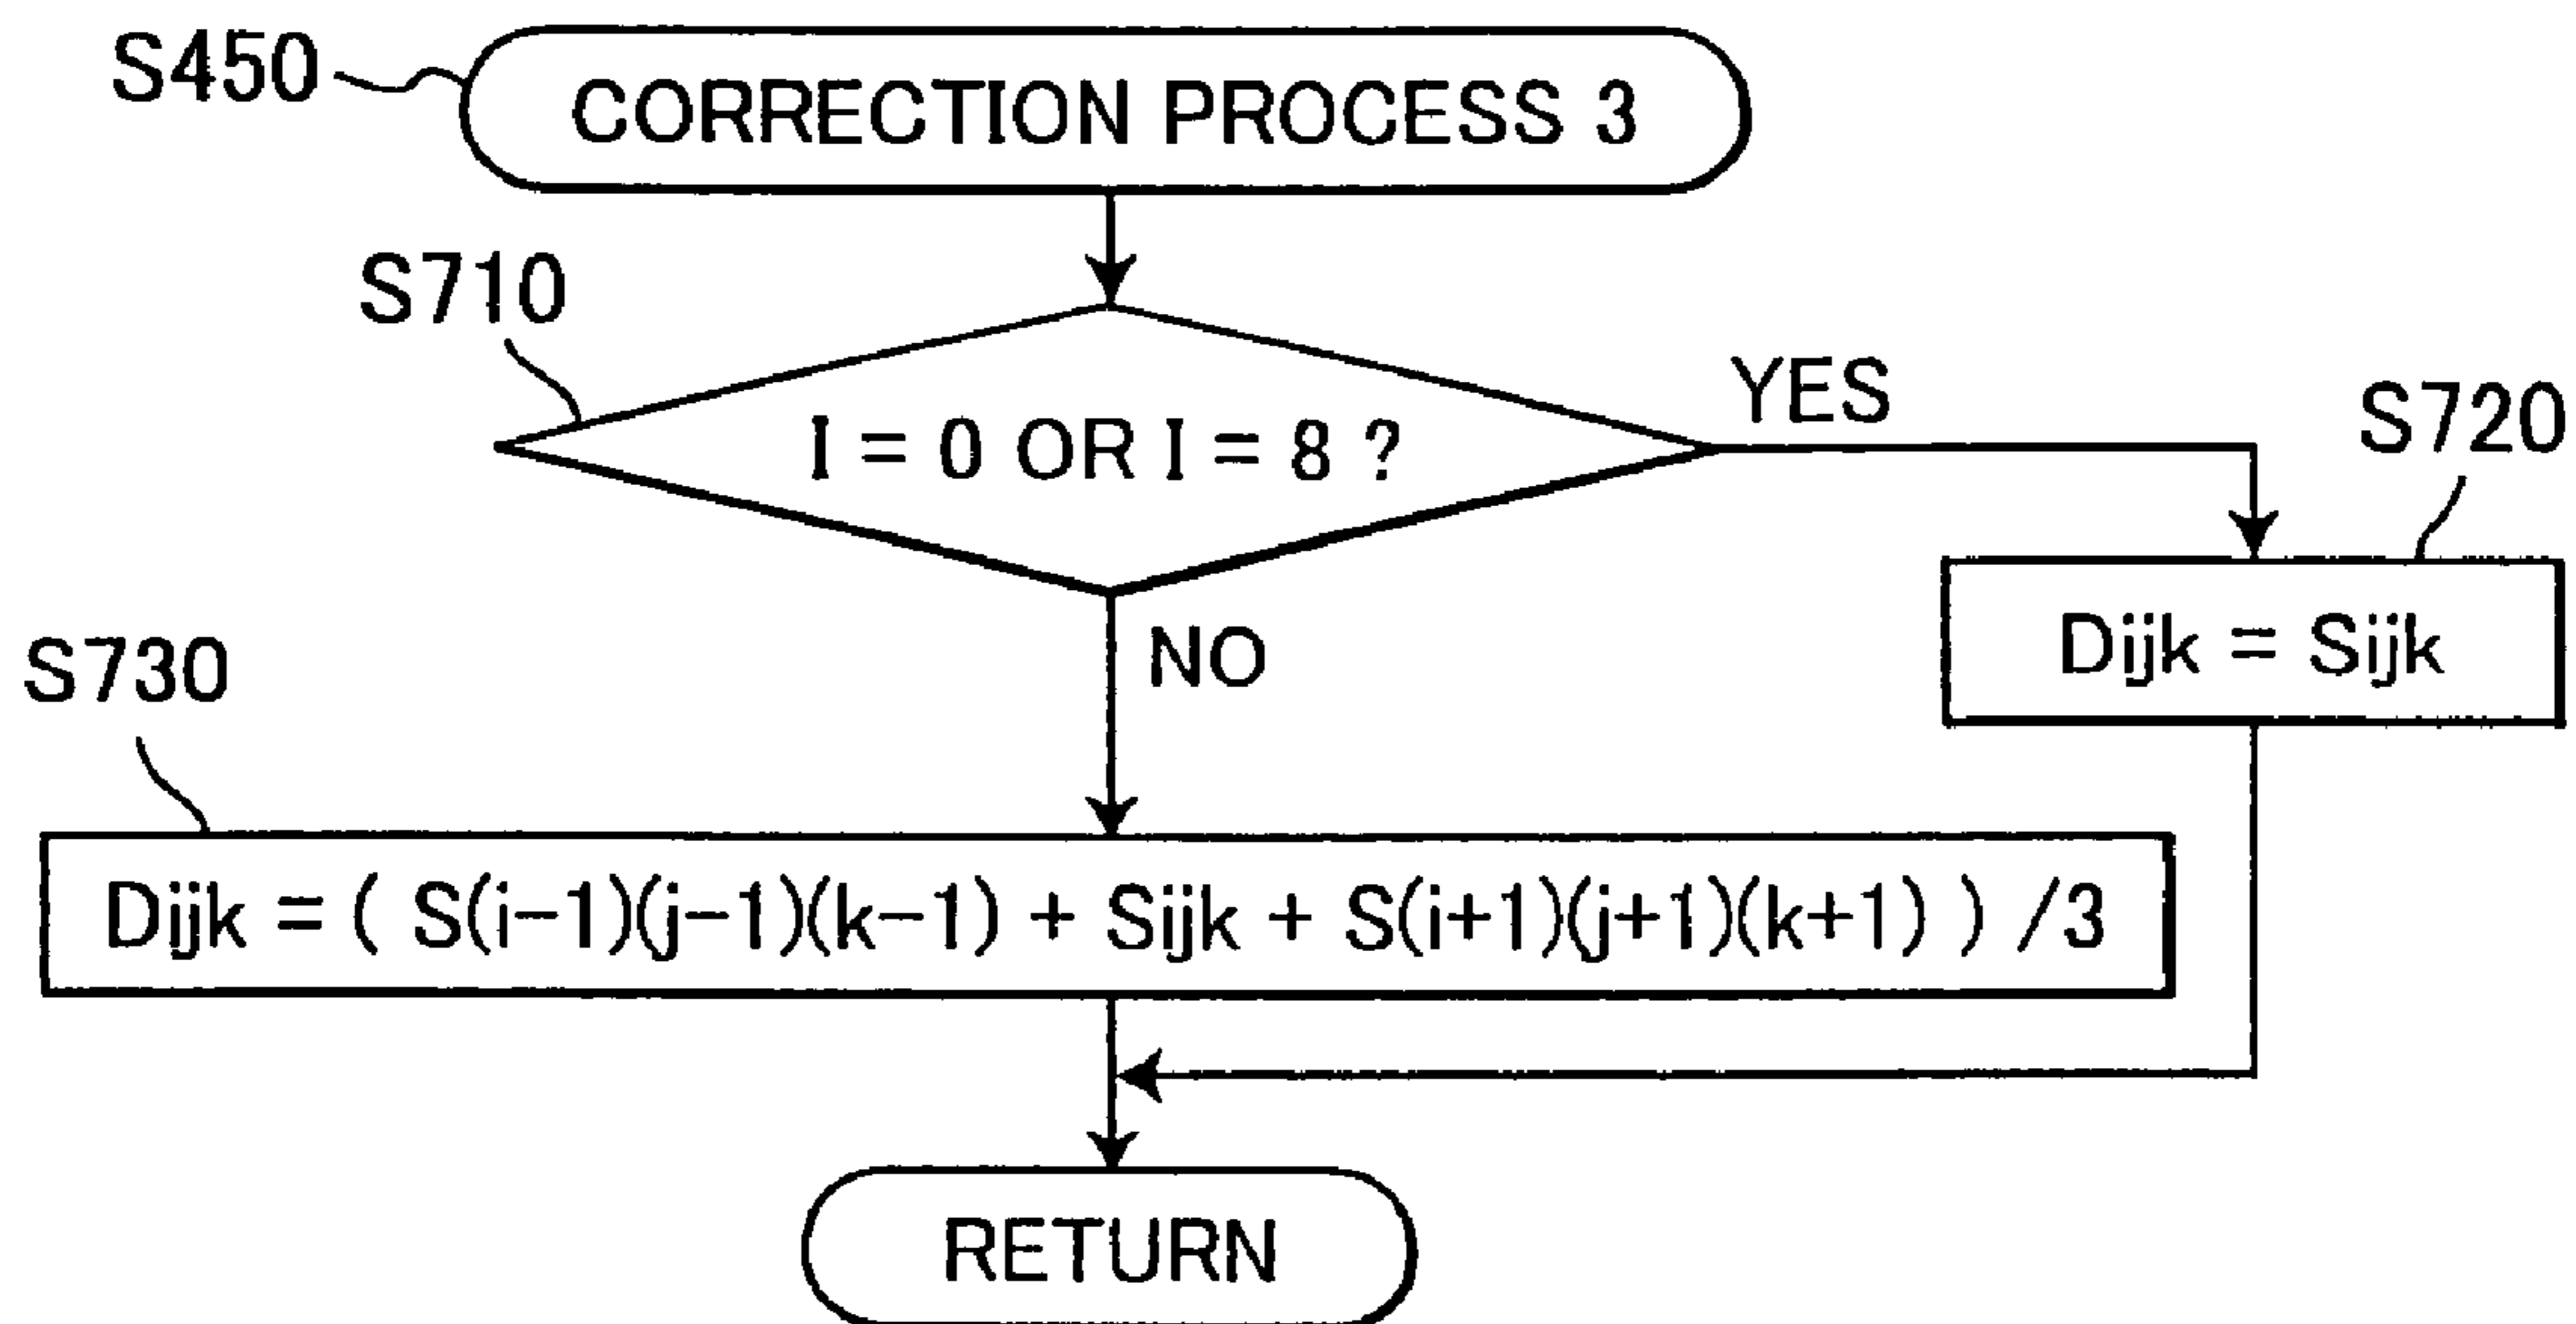 S450
CORRECTION PROCESS 3
S710
I = 0 OR I = 8 ?
YES
S720
Dijk = Sijk
NO
S730
Dijk = ( S(i-1)(j-1)(k-1) + Sijk + S(i+1)(j+1)(k+1) ) /3
RETURN